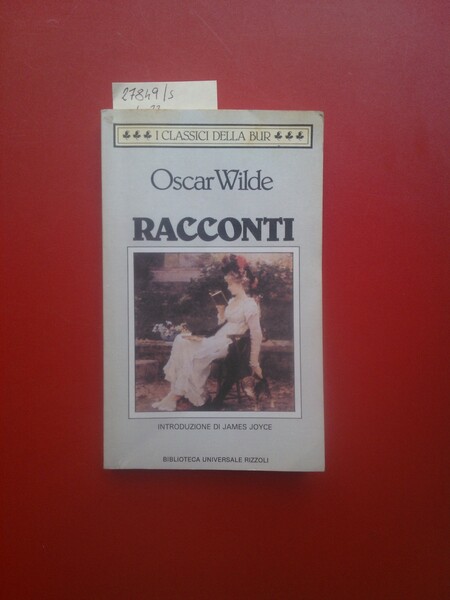 27849/s
I CLASSICI DELLA BUR
Oscar Wilde
RACCONTI
INTRODUZIONE DI JAMES JOYCE
BIBLIOTECA UNIVERSALE RIZZOLI